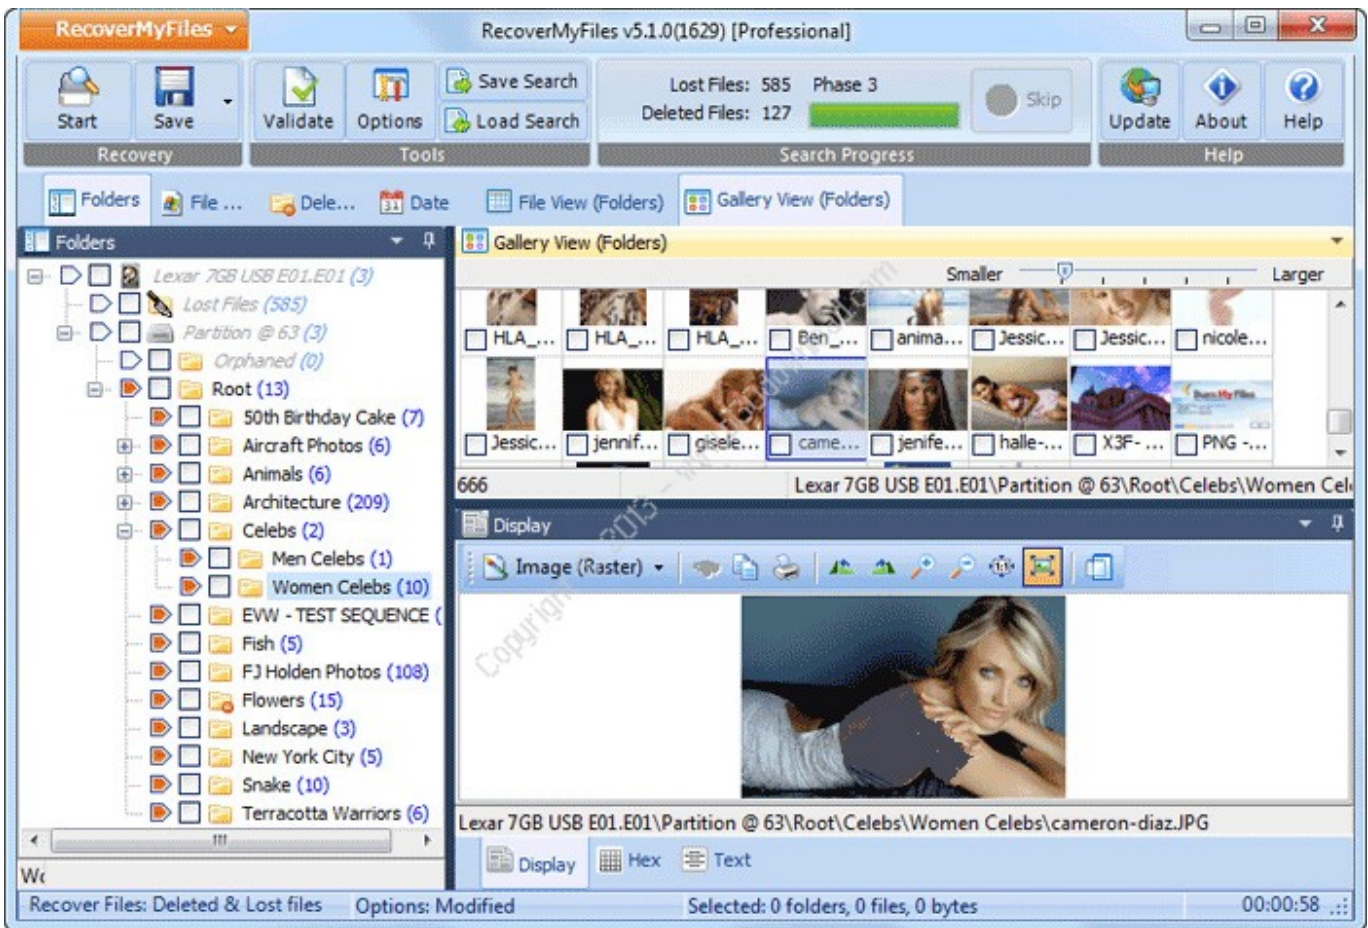 RecoverMyFiles
RecoverMyFiles v5.1.0(1629) [Professional]
Start
Save
Validate
Options
Save Search
Load Search
Lost Files: 585 Phase 3
Deleted Files: 127
Skip
Update
About
Help
Recovery
Tools
Search Progress
Help
Folders
File ...
Dele...
Date
File View (Folders)
Gallery View (Folders)
Folders
Lexar 7GB USB E01.E01 (3)
Lost Files (585)
Partition @ 63 (3)
Orphaned (0)
Root (13)
50th Birthday Cake (7)
Aircraft Photos (6)
Animals (6)
Architecture (209)
Celebs (2)
Men Celebs (1)
Women Celebs (10)
EVW - TEST SEQUENCE (
Fish (5)
FJ Holden Photos (108)
Flowers (15)
Landscape (3)
New York City (5)
Snake (10)
Terracotta Warriors (6)
Gallery View (Folders)
Smaller
Larger
HLA_... HLA_... HLA_... Ben_... anima... Jessic... Jessic... nicole...
Jessic... jennif... gisele... came... jenife... halle-... X3F- ... PNG -...
666
Lexar 7GB USB E01.E01\Partition @ 63\Root\Celebs\Women Cel
Display
Image (Raster)
Copyright © 2013 -
Lexar 7GB USB E01.E01\Partition @ 63\Root\Celebs\Women Celebs\cameron-diaz.JPG
Display
Hex
Text
Recover Files: Deleted & Lost files
Options: Modified
Selected: 0 folders, 0 files, 0 bytes
00:00:58